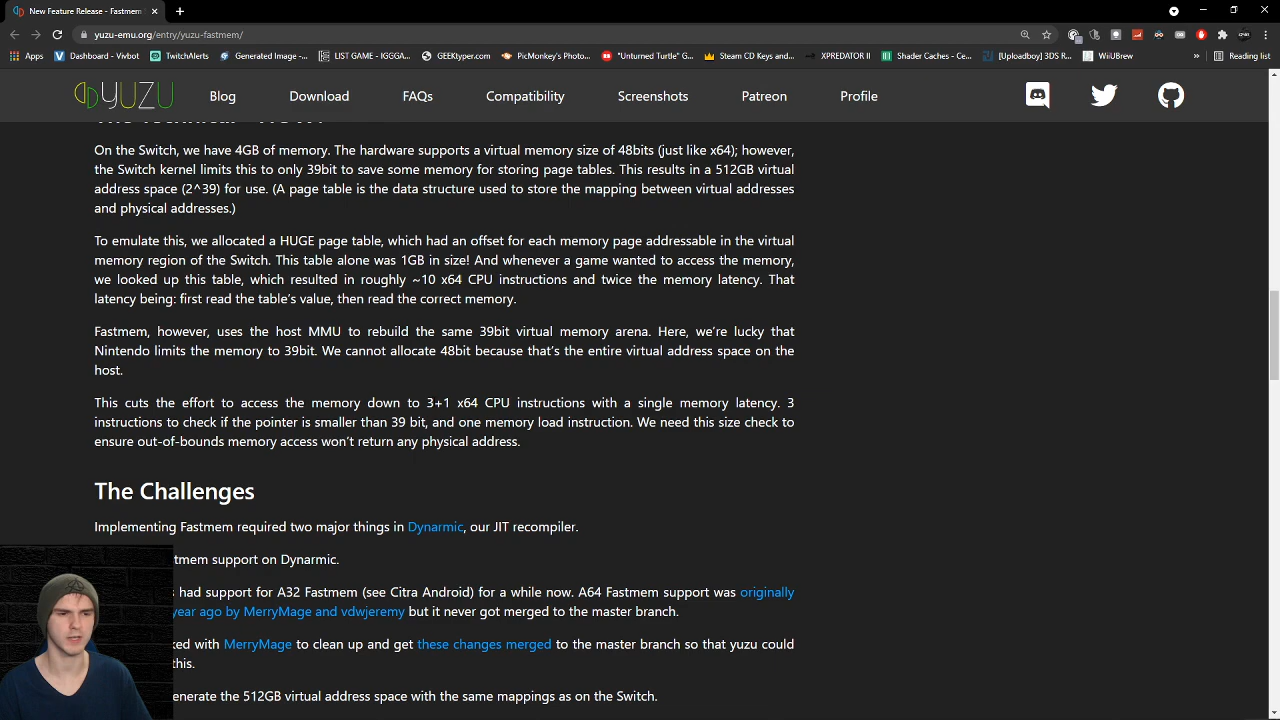 New Feature Release - Fastmem
yuzu-emu.org/entry/yuzu-fastmem/
Apps Dashboard - Vivbot TwitchAlerts Generated Image -... LIST GAME - IGGGA... GEEKtyper.com PicMonkey's Photo... "Unturned Turtle" G... Steam CD Keys and... XPREDATOR II Shader Caches - Ce... [Uploadboy] 3DS R... WiiUBrew » Reading list
YUZU Blog Download FAQs Compatibility Screenshots Patreon Profile
On the Switch, we have 4GB of memory. The hardware supports a virtual memory size of 48bits (just like x64); however,
the Switch kernel limits this to only 39bit to save some memory for storing page tables. This results in a 512GB virtual
address space (2^39) for use. (A page table is the data structure used to store the mapping between virtual addresses
and physical addresses.)
To emulate this, we allocated a HUGE page table, which had an offset for each memory page addressable in the virtual
memory region of the Switch. This table alone was 1GB in size! And whenever a game wanted to access the memory,
we looked up this table, which resulted in roughly ~10 x64 CPU instructions and twice the memory latency. That
latency being: first read the table's value, then read the correct memory.
Fastmem, however, uses the host MMU to rebuild the same 39bit virtual memory arena. Here, we're lucky that
Nintendo limits the memory to 39bit. We cannot allocate 48bit because that's the entire virtual address space on the
host.
This cuts the effort to access the memory down to 3+1 x64 CPU instructions with a single memory latency. 3
instructions to check if the pointer is smaller than 39 bit, and one memory load instruction. We need this size check to
ensure out-of-bounds memory access won't return any physical address.
The Challenges
Implementing Fastmem required two major things in Dynarmic, our JIT recompiler.
tmem support on Dynarmic.
had support for A32 Fastmem (see Citra Android) for a while now. A64 Fastmem support was originally
year ago by MerryMage and vdwjeremy but it never got merged to the master branch.
ked with MerryMage to clean up and get these changes merged to the master branch so that yuzu could
this.
enerate the 512GB virtual address space with the same mappings as on the Switch.